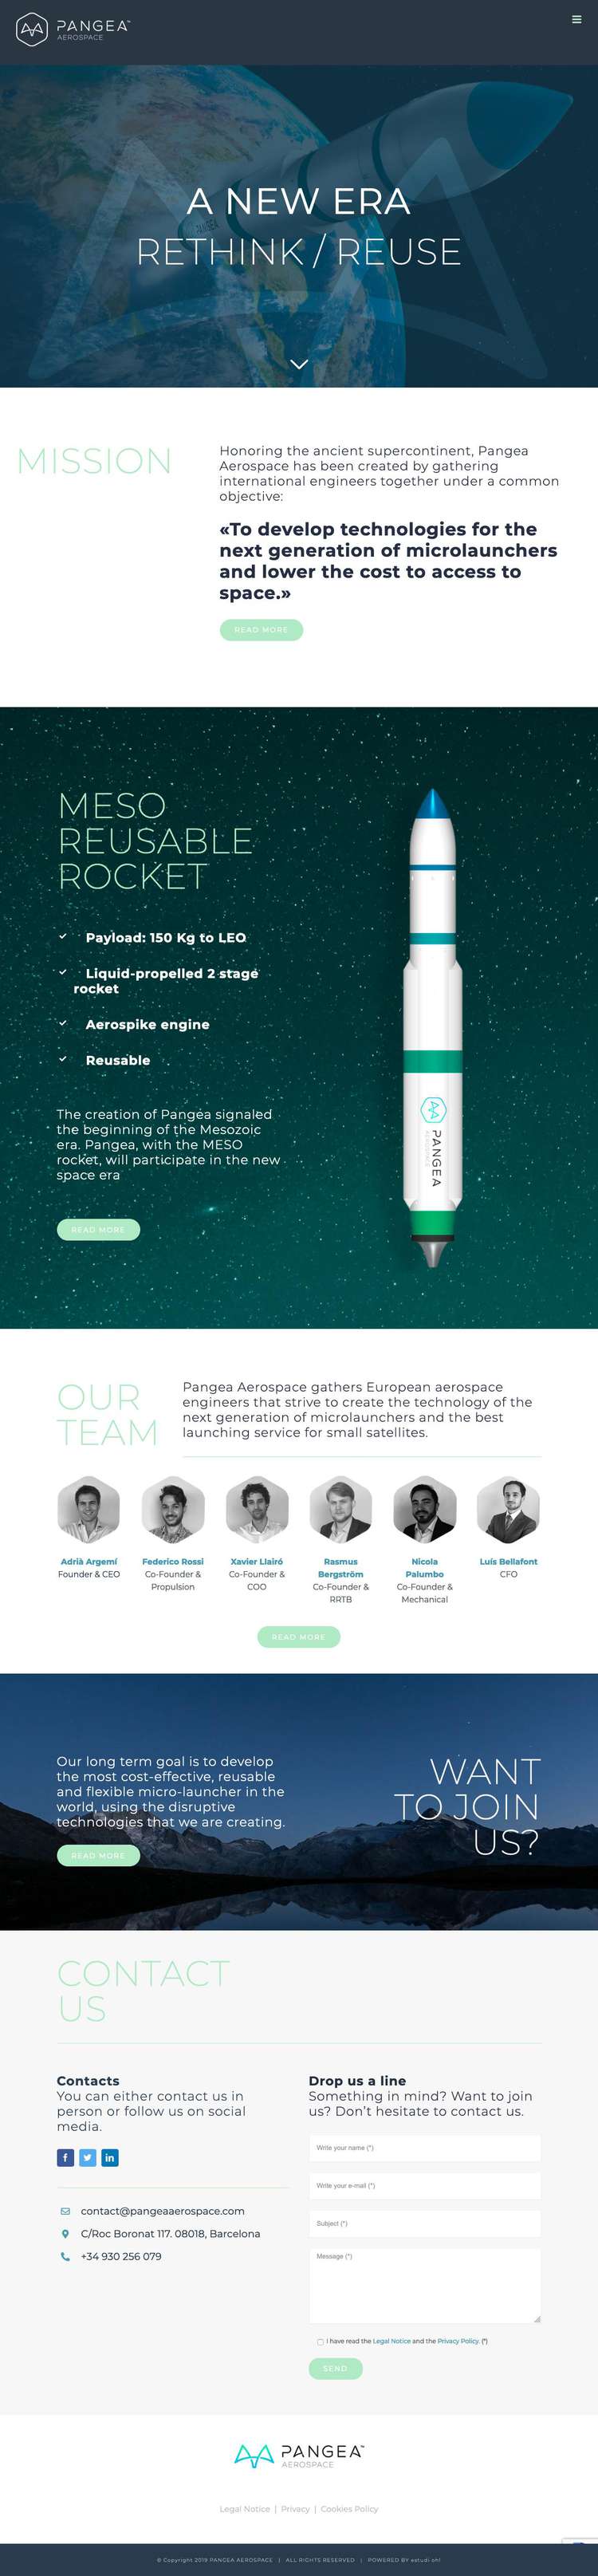 PANGEA™
AEROSPACE
A NEW ERA
PANGEA
RETHINK / REUSE
MISSION
Honoring the ancient supercontinent, Pangea
Aerospace has been created by gathering
international engineers together under a common
objective:
«To develop technologies for the
next generation of microlaunchers
and lower the cost to access to
space.»
READ MORE
MESO
REUSABLE
ROCKET
Payload: 150 Kg to LEO
Liquid-propelled 2 stage
rocket
Aerospike engine
Reusable
The creation of Pangea signaled
the beginning of the Mesozoic
era. Pangea, with the MESO
rocket, will participate in the new
space era
READ MORE
PANGEA
AEROSPACE
OUR
TEAM
Pangea Aerospace gathers European aerospace
engineers that strive to create the technology of the
next generation of microlaunchers and the best
launching service for small satellites.
Adrià Argemí
Founder & CEO
Federico Rossi
Co-Founder &
Propulsion
Xavier Llairó
Co-Founder &
COO
Rasmus
Bergström
Co-Founder &
RRTB
Nicola
Palumbo
Co-Founder &
Mechanical
Luís Bellafont
CFO
READ MORE
Our long term goal is to develop
the most cost-effective, reusable
and flexible micro-launcher in the
world, using the disruptive
technologies that we are creating.
READ MORE
WANT
TO JOIN
US?
CONTACT
US
Contacts
You can either contact us in
person or follow us on social
media.
contact@pangeaaerospace.com
C/Roc Boronat 117. 08018, Barcelona
+34 930 256 079
Drop us a line
Something in mind? Want to join
us? Don't hesitate to contact us.
Write your name (*)
Write your e-mail (*)
Subject (*)
Message (*)
I have read the Legal Notice and the Privacy Policy. (*)
SEND
PANGEA™
AEROSPACE
Legal Notice | Privacy | Cookies Policy
© Copyright 2019 PANGEA AEROSPACE | ALL RIGHTS RESERVED | POWERED BY estudi oh!